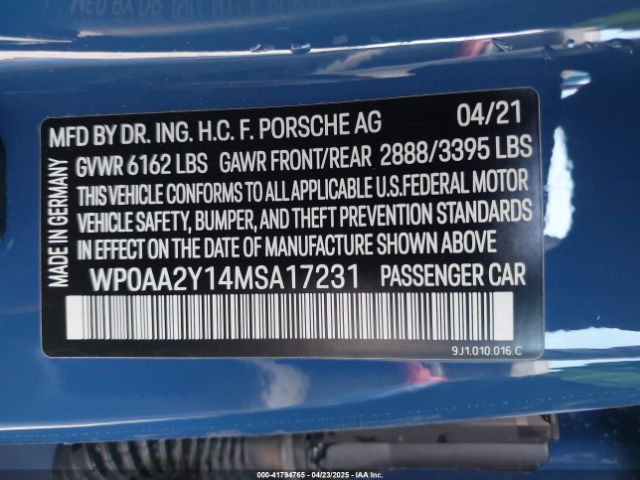 MFD BY DR. ING. H.C. F. PORSCHE AG 04/21
GVWR 6162 LBS GAWR FRONT/REAR 2888/3395 LBS
THIS VEHICLE CONFORMS TO ALL APPLICABLE U.S.FEDERAL MOTOR
VEHICLE SAFETY, BUMPER, AND THEFT PREVENTION STANDARDS
IN EFFECT ON THE DATE OF MANUFACTURE SHOWN ABOVE.
WP0AA2Y14MSA17231 PASSENGER CAR
MADE IN GERMANY
9J1.010.016.C
000-41794765 04/23/2025 IAAI.COM